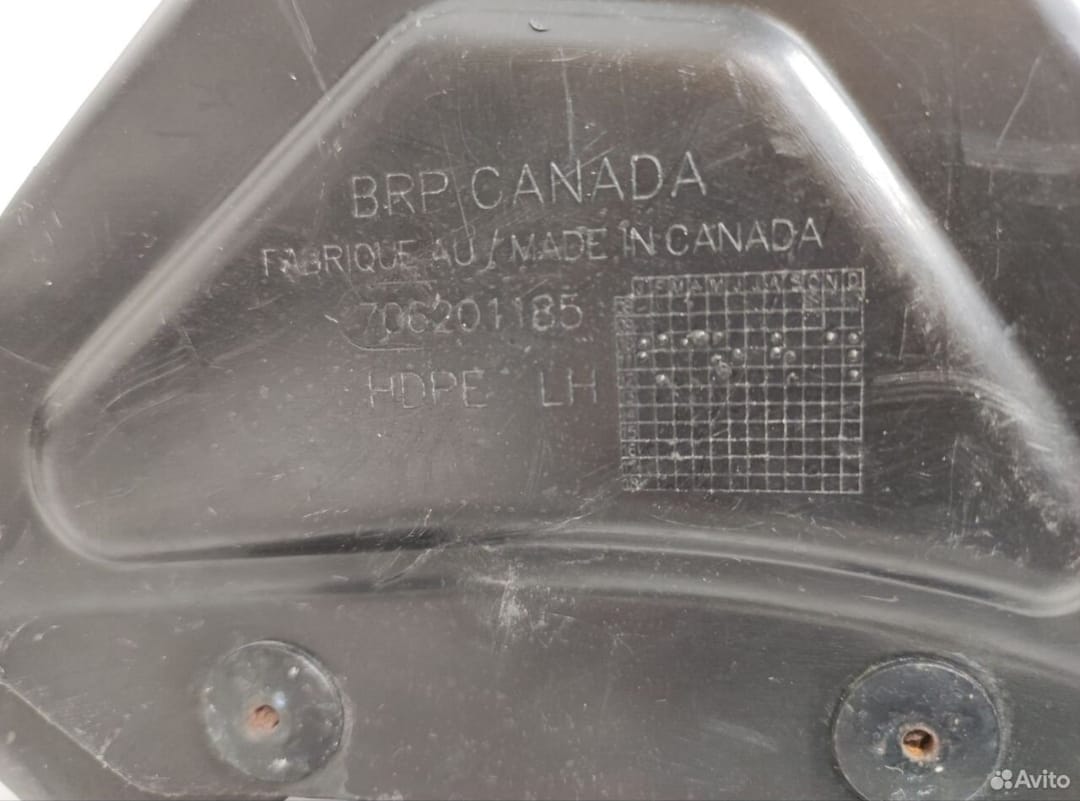 BRP CANADA
FABRIQUE AU / MADE IN CANADA
706201185
HDPE LH
J F M A M J J A S O N D
Avito